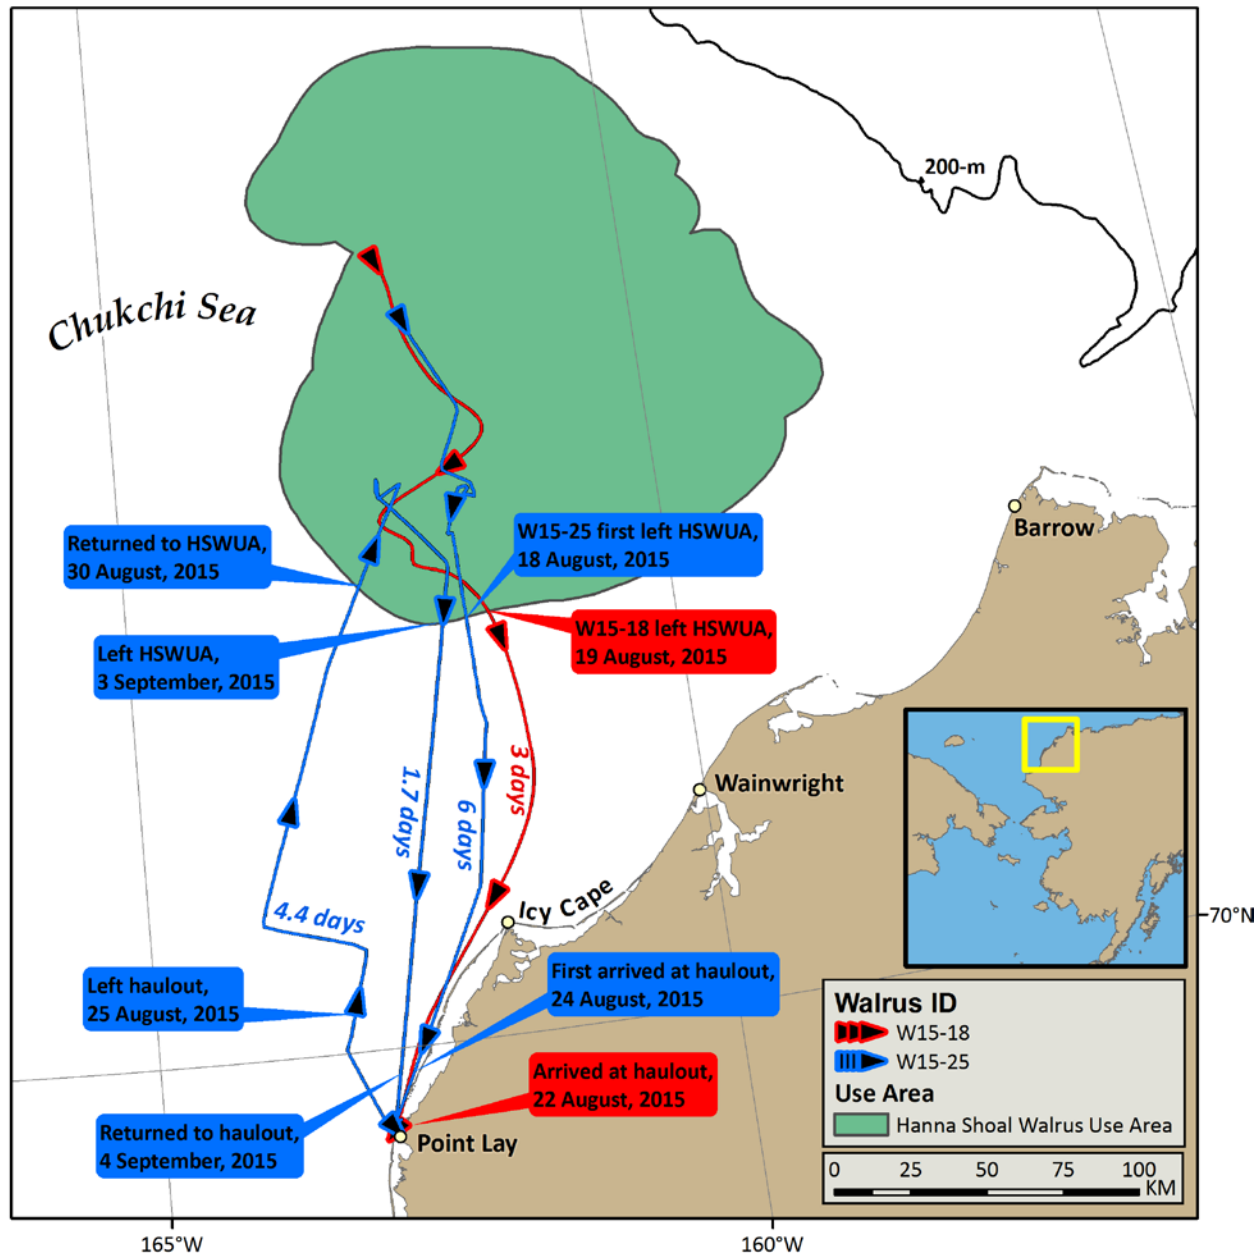 200-m
Chukchi Sea
Barrow
Returned to HSWUA,
30 August, 2015
W15-25 first left HSWUA,
18 August, 2015
Left HSWUA,
3 September, 2015
W15-18 left HSWUA,
19 August, 2015
3 days
1.7 days
6 days
Wainwright
Icy Cape
4.4 days
70°N
Left haulout,
25 August, 2015
First arrived at haulout,
24 August, 2015
Arrived at haulout,
22 August, 2015
Returned to haulout,
4 September, 2015
Point Lay
Walrus ID
W15-18
W15-25
Use Area
Hanna Shoal Walrus Use Area
0 25 50 75 100
KM
165°W
160°W